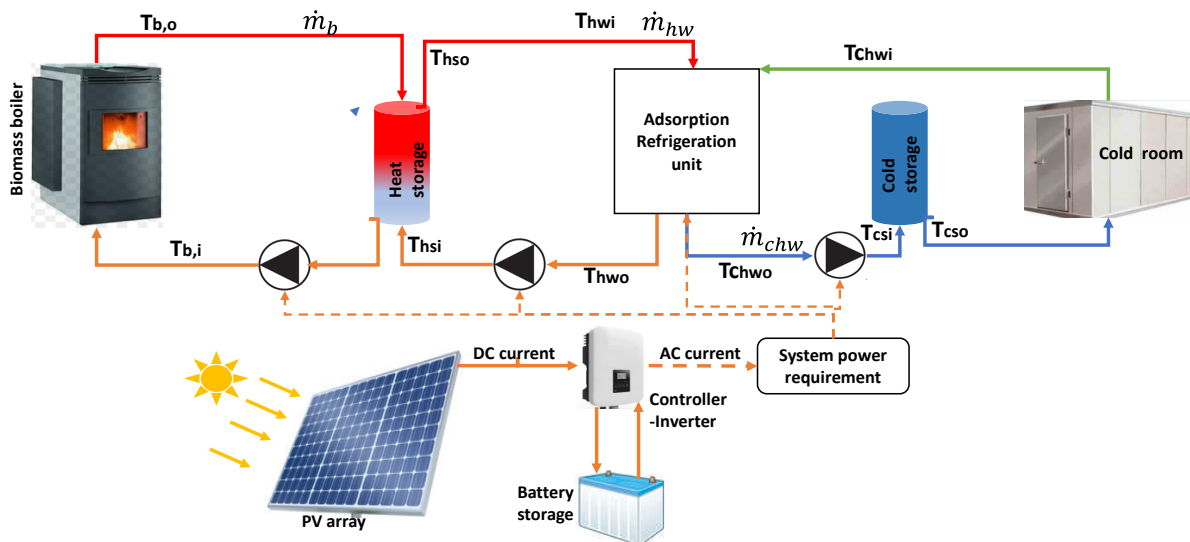 Tb,o
ṁb
Thwi
ṁhw
Thso
TChwi
Biomass boiler
Heat
storage
Adsorption
Refrigeration
unit
Cold
storage
Cold room
Tb,i
Thsi
Thwo
ṁchw
TChwo
Tcsi
Tcso
DC current
AC current
System power
requirement
Controller
-Inverter
Battery
storage
PV array